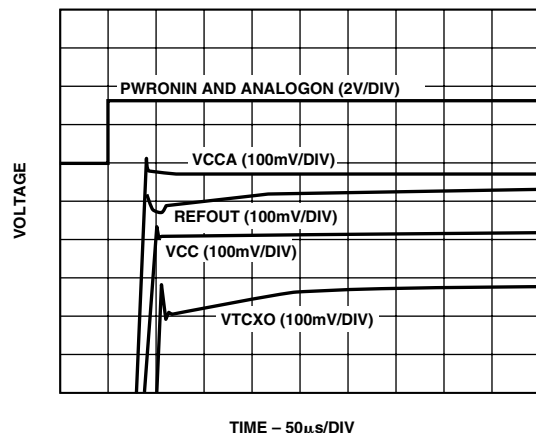 PWRONIN AND ANALOGON (2V/DIV)
VCCA (100mV/DIV)
REFOUT (100mV/DIV)
VCC (100mV/DIV)
VTCXO (100mV/DIV)
VOLTAGE
TIME – 50μs/DIV